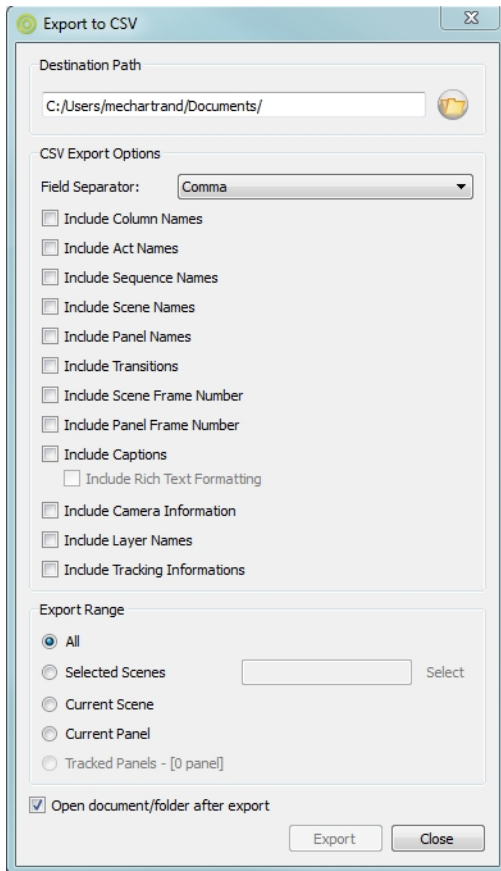 Export to CSV
Destination Path
C:/Users/mechartrand/Documents/
CSV Export Options
Field Separator: Comma
Include Column Names
Include Act Names
Include Sequence Names
Include Scene Names
Include Panel Names
Include Transitions
Include Scene Frame Number
Include Panel Frame Number
Include Captions
Include Rich Text Formatting
Include Camera Information
Include Layer Names
Include Tracking Informations
Export Range
All
Selected Scenes Select
Current Scene
Current Panel
Tracked Panels - [0 panel]
Open document/folder after export
Export Close